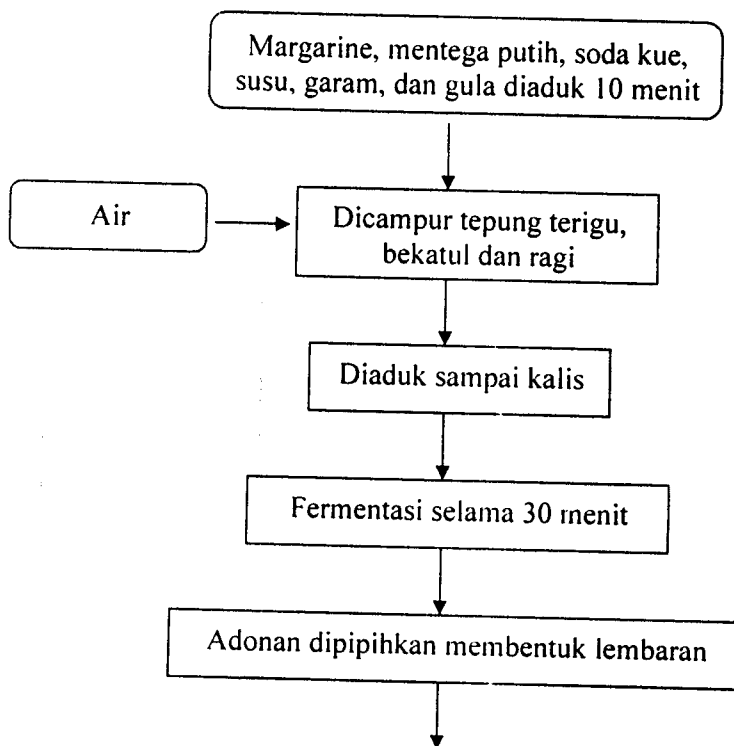 Margarine, mentega putih, soda kue,
susu, garam, dan gula diaduk 10 menit
Air
Dicampur tepung terigu,
bekatul dan ragi
Diaduk sampai kalis
Fermentasi selama 30 menit
Adonan dipipihkan membentuk lembaran